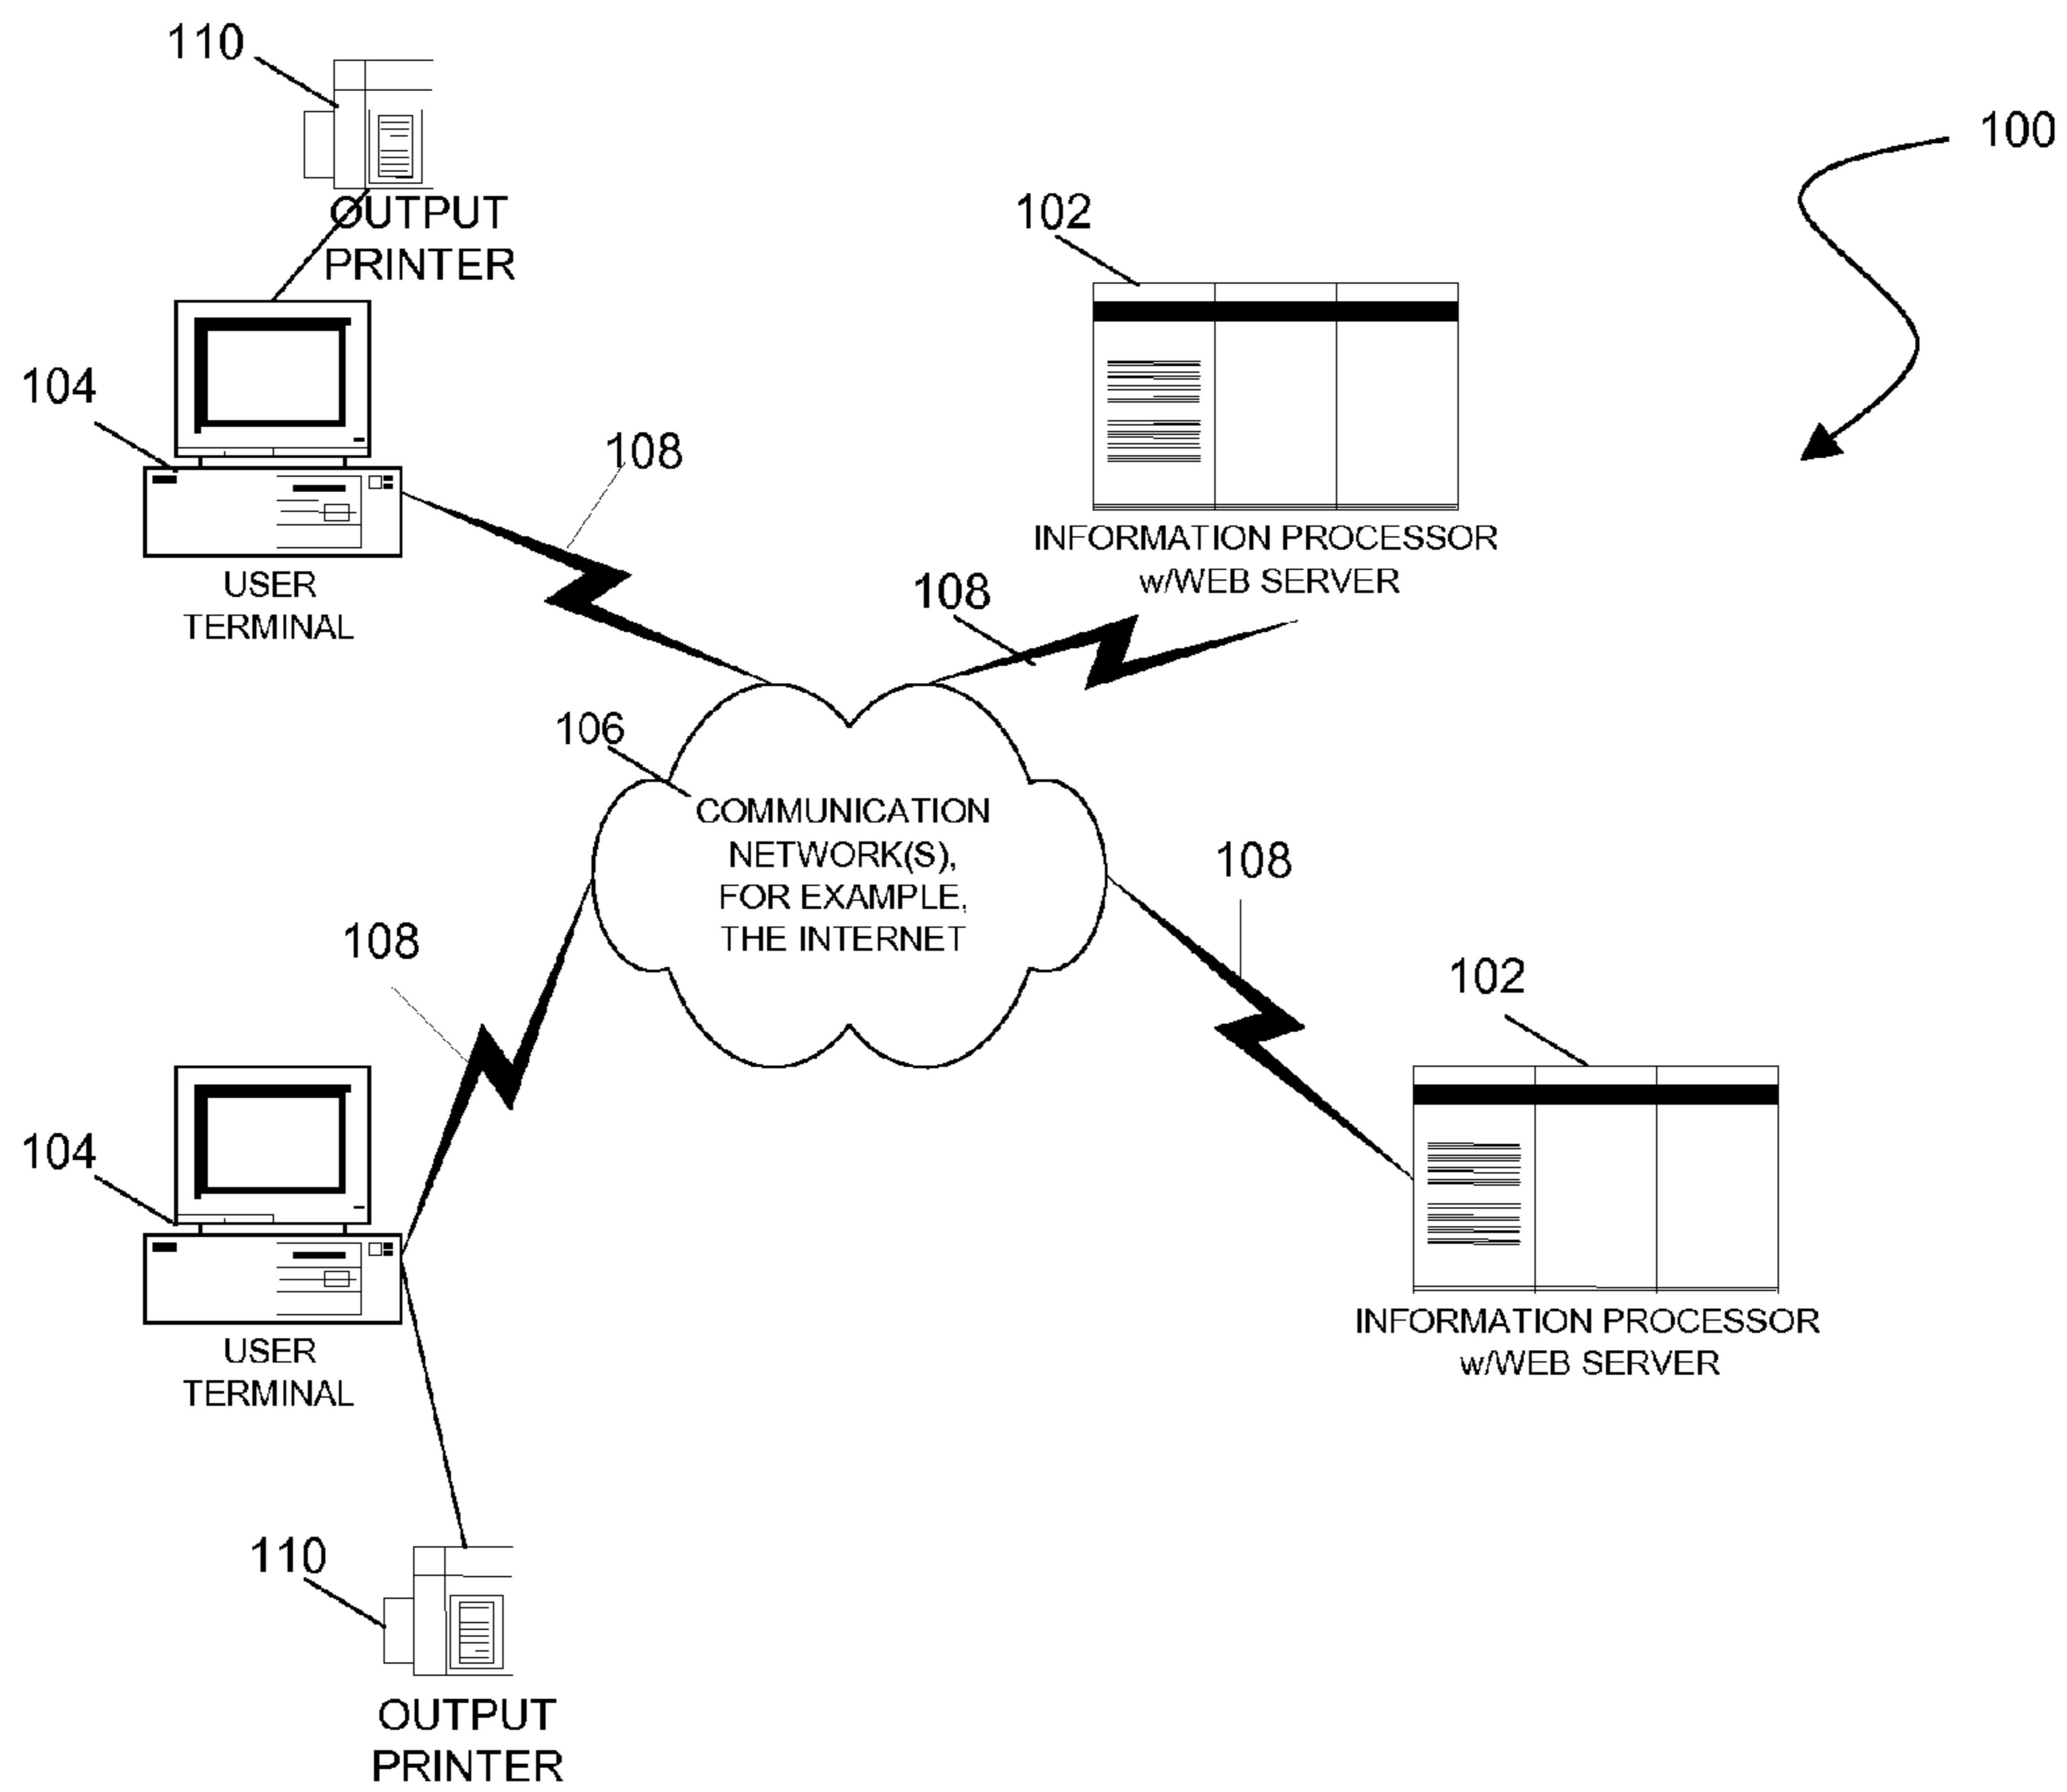 110
100
OUTPUT
PRINTER
102
104
108
INFORMATION PROCESSOR
w/WEB SERVER
USER
TERMINAL
108
106
COMMUNICATION
NETWORK(S),
FOR EXAMPLE,
THE INTERNET
108
108
102
104
INFORMATION PROCESSOR
w/WEB SERVER
USER
TERMINAL
110
OUTPUT
PRINTER